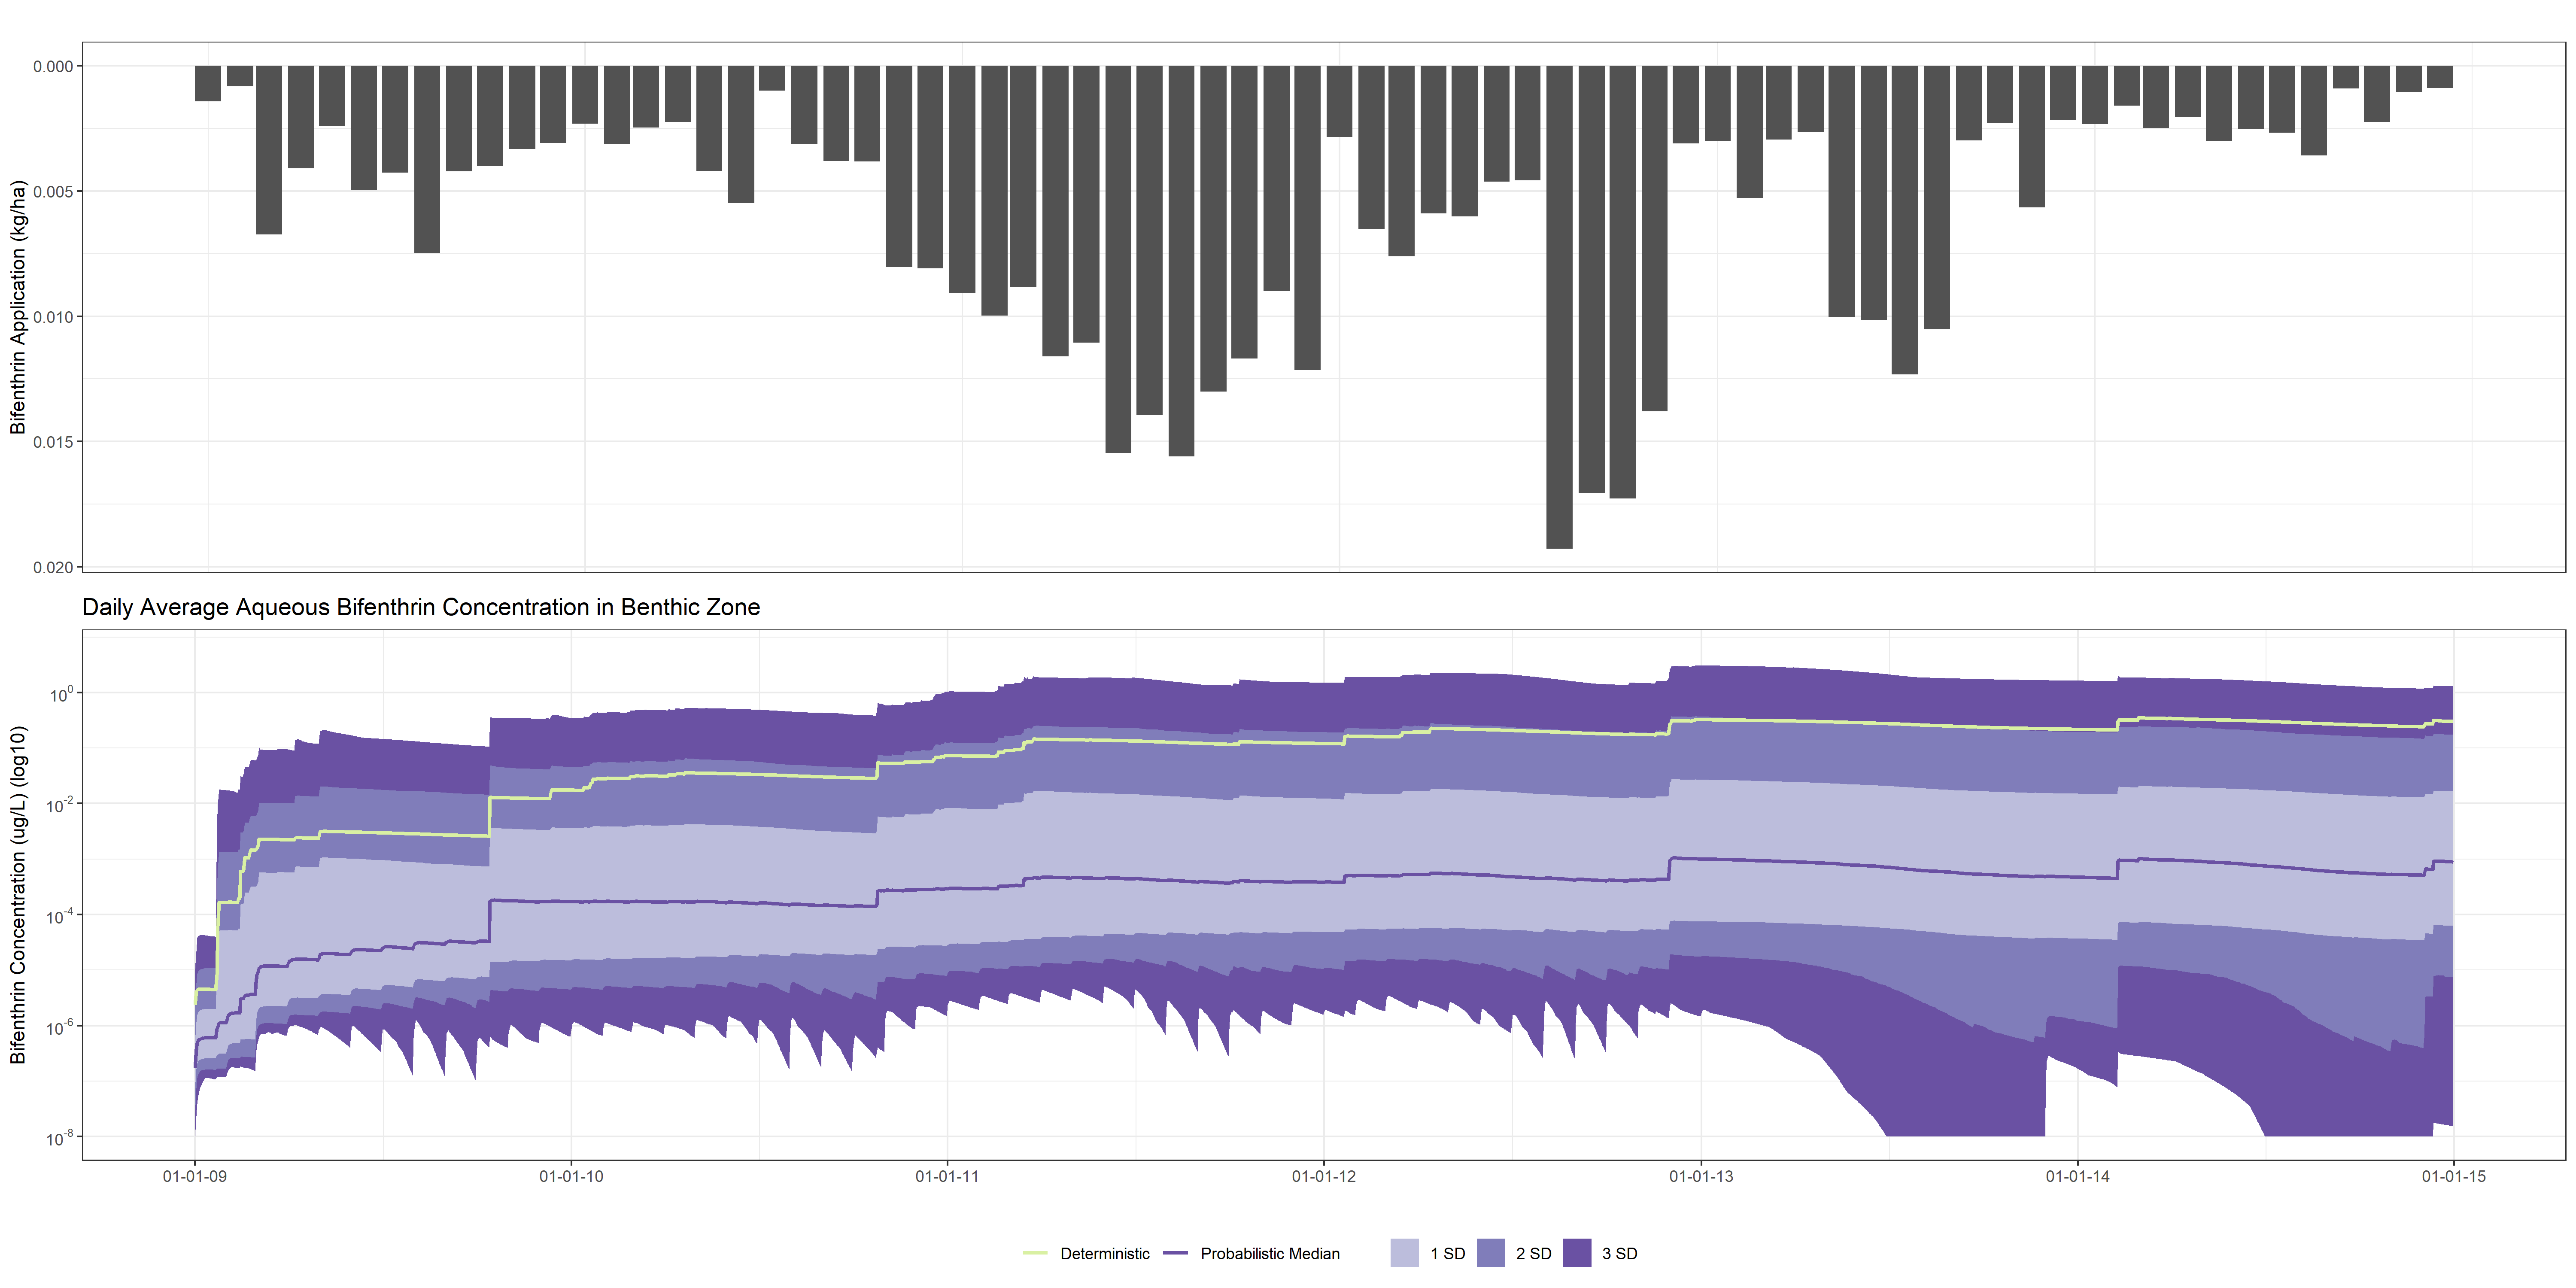 Bifenthrin Application (kg/ha)
0.000
0.005
0.010
0.015
0.020
Daily Average Aqueous Bifenthrin Concentration in Benthic Zone
Bifenthrin Concentration (ug/L) (log10)
10^0
10^-2
10^-4
10^-6
10^-8
01-01-09 01-01-10 01-01-11 01-01-12 01-01-13 01-01-14 01-01-15
Deterministic Probabilistic Median 1 SD 2 SD 3 SD